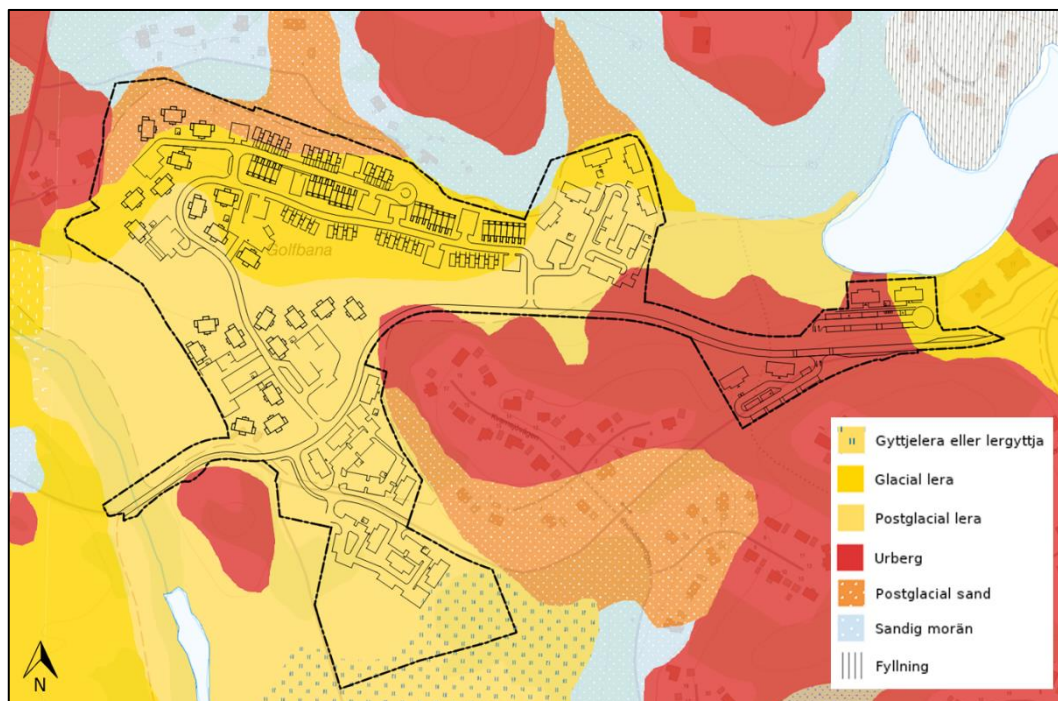 Golfbana
Gyttjelera eller lergyttja
Glacial lera
Postglacial lera
Urberg
Postglacial sand
Sandig morän
Fyllning
N